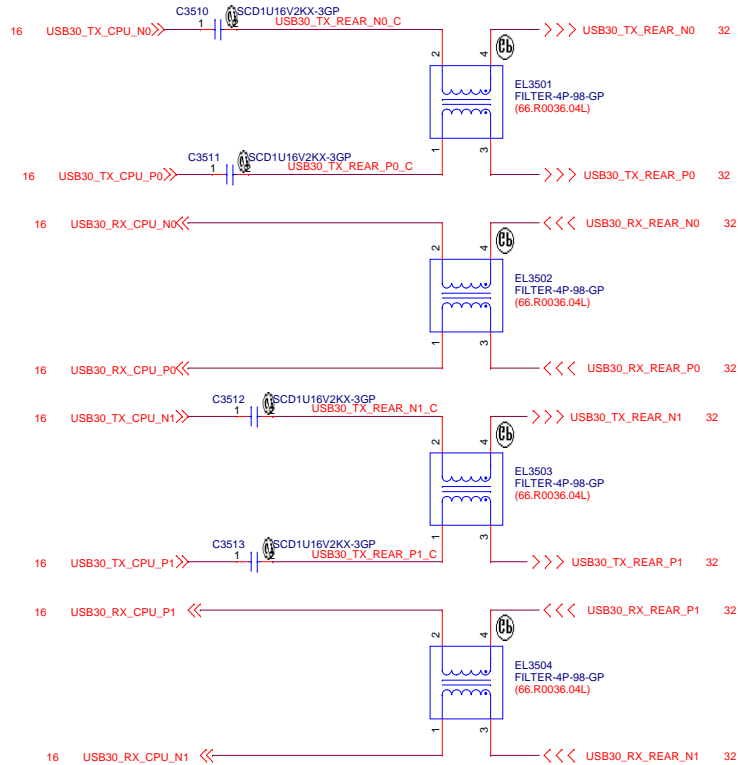 C3510 SCD1U16V2KX-3GP
16 USB30_TX_CPU_N0 1 2 USB30_TX_REAR_N0_C USB30_TX_REAR_N0 32
2 4
EL3501
FILTER-4P-98-GP
(66.R0036.04L)
1 3
C3511 SCD1U16V2KX-3GP
16 USB30_TX_CPU_P0 1 2 USB30_TX_REAR_P0_C USB30_TX_REAR_P0 32
16 USB30_RX_CPU_N0 USB30_RX_REAR_N0 32
2 4
EL3502
FILTER-4P-98-GP
(66.R0036.04L)
1 3
16 USB30_RX_CPU_P0 USB30_RX_REAR_P0 32
C3512 SCD1U16V2KX-3GP
16 USB30_TX_CPU_N1 1 2 USB30_TX_REAR_N1_C USB30_TX_REAR_N1 32
2 4
EL3503
FILTER-4P-98-GP
(66.R0036.04L)
1 3
C3513 SCD1U16V2KX-3GP
16 USB30_TX_CPU_P1 1 2 USB30_TX_REAR_P1_C USB30_TX_REAR_P1 32
16 USB30_RX_CPU_P1 USB30_RX_REAR_P1 32
2 4
EL3504
FILTER-4P-98-GP
(66.R0036.04L)
1 3
16 USB30_RX_CPU_N1 USB30_RX_REAR_N1 32